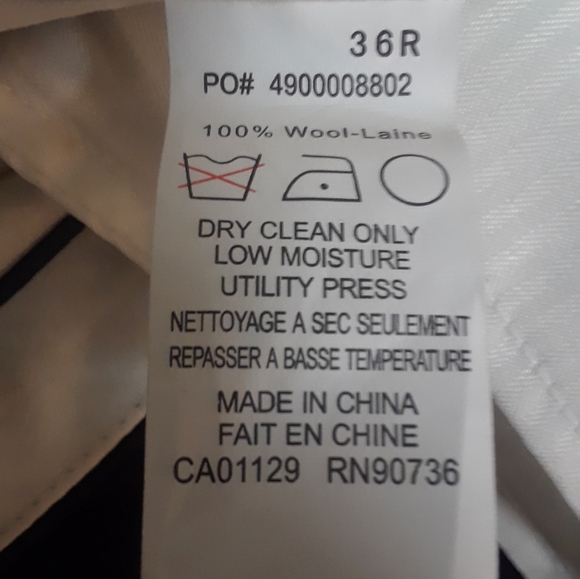 36R
PO# 4900008802
100% Wool-Laine
DRY CLEAN ONLY
LOW MOISTURE
UTILITY PRESS
NETTOYAGE A SEC SEULEMENT
REPASSER A BASSE TEMPERATURE
MADE IN CHINA
FAIT EN CHINE
CA01129 RN90736